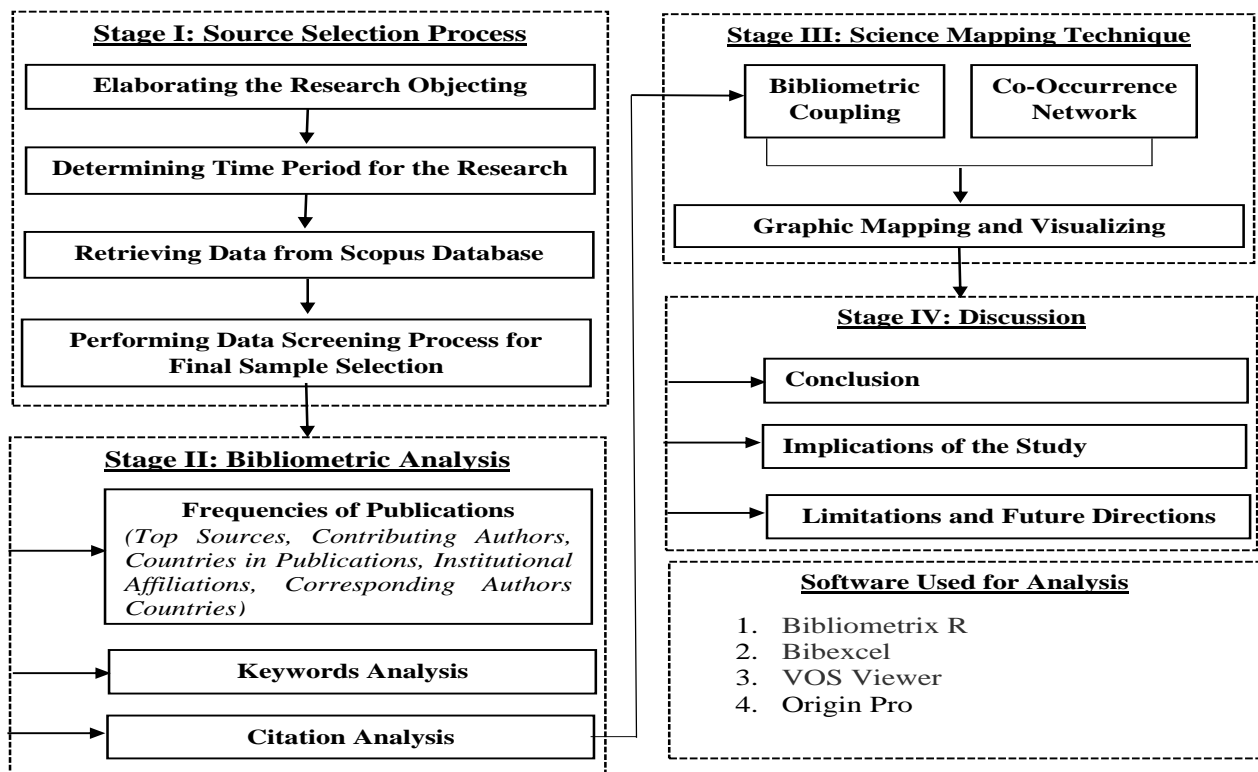 Stage I: Source Selection Process
Elaborating the Research Objecting
Determining Time Period for the Research
Retrieving Data from Scopus Database
Performing Data Screening Process for
Final Sample Selection
Stage II: Bibliometric Analysis
Frequencies of Publications
(Top Sources, Contributing Authors,
Countries in Publications, Institutional
Affiliations, Corresponding Authors
Countries)
Keywords Analysis
Citation Analysis
Stage III: Science Mapping Technique
Bibliometric
Coupling
Co-Occurrence
Network
Graphic Mapping and Visualizing
Stage IV: Discussion
Conclusion
Implications of the Study
Limitations and Future Directions
Software Used for Analysis
1. Bibliometrix R
2. Bibexcel
3. VOS Viewer
4. Origin Pro